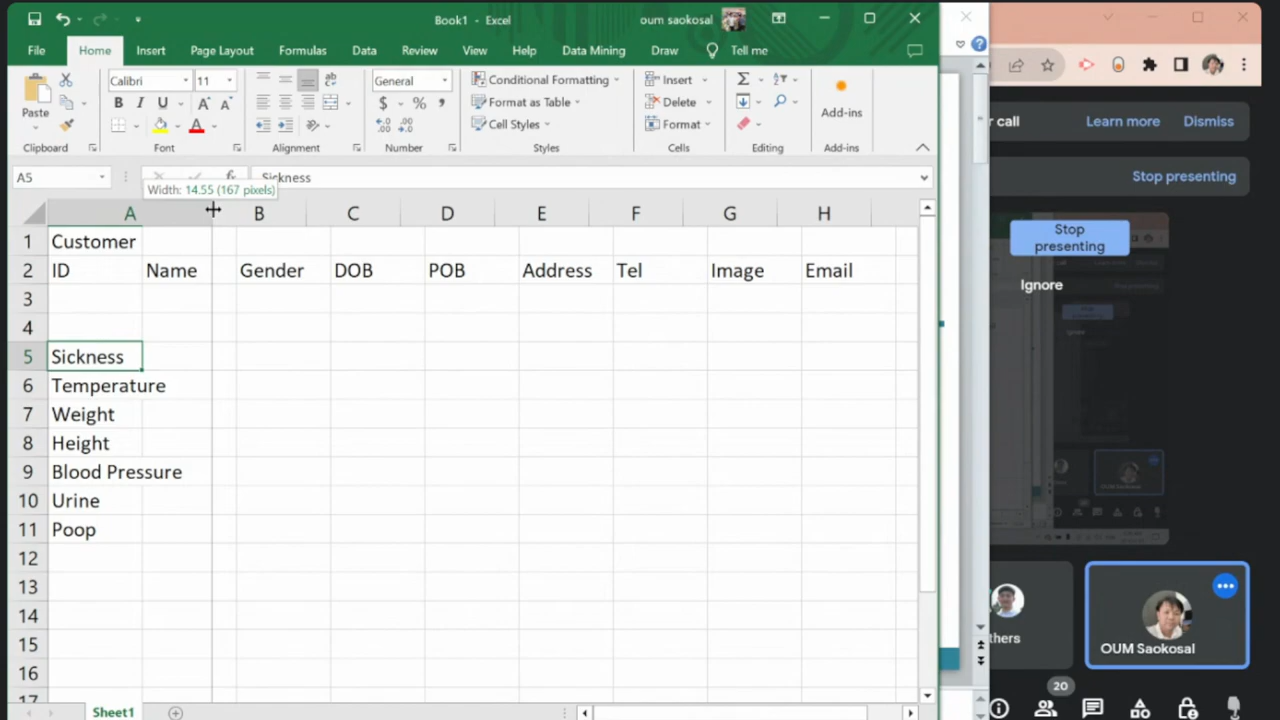 Book1 - Excel
oum saokosal
File Home Insert Page Layout Formulas Data Review View Help Data Mining Draw Tell me
Paste
Clipboard
Calibri 11
B I U
Font
Alignment
General
$ %
Number
Conditional Formatting
Format as Table
Cell Styles
Styles
Insert
Delete
Format
Cells
Editing
Add-ins
Add-ins
A5
fx
Sickness
Width: 14.55 (167 pixels)
A B C D E F G H
1 Customer
2 ID Name Gender DOB POB Address Tel Image Email
3
4
5 Sickness
6 Temperature
7 Weight
8 Height
9 Blood Pressure
10 Urine
11 Poop
12
13
14
15
16
17
Sheet1
r call Learn more Dismiss
Stop presenting
Stop
presenting
Ignore
thers
OUM Saokosal
20